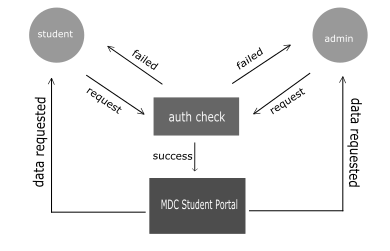 student
admin
failed
failed
request
request
auth check
data requested
data requested
success
MDC Student Portal